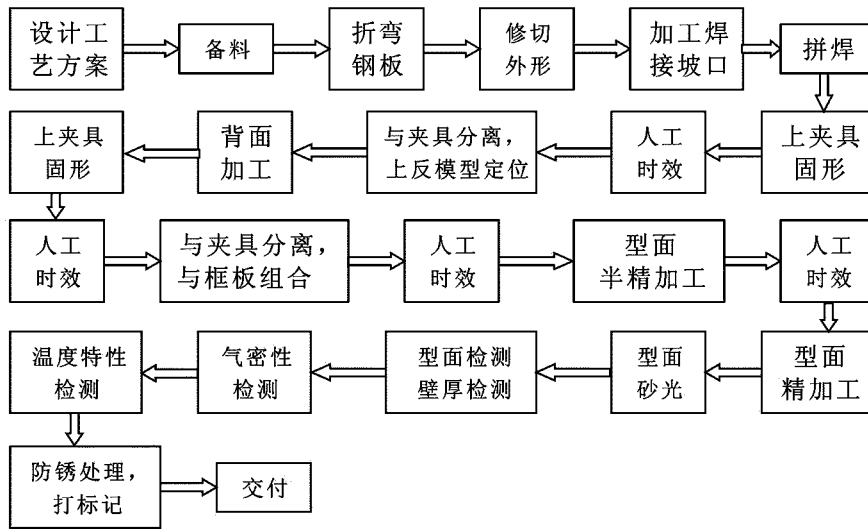 设计工
艺方案
备料
折弯
钢板
修切
外形
加工焊
接坡口
拼焊
上夹具
固形
人工
时效
与夹具分离，
上反模型定位
背面
加工
上夹具
固形
人工
时效
与夹具分离，
与框板组合
人工
时效
型面
半精加工
人工
时效
型面
精加工
型面
砂光
型面检测
壁厚检测
气密性
检测
温度特性
检测
防锈处理，
打标记
交付